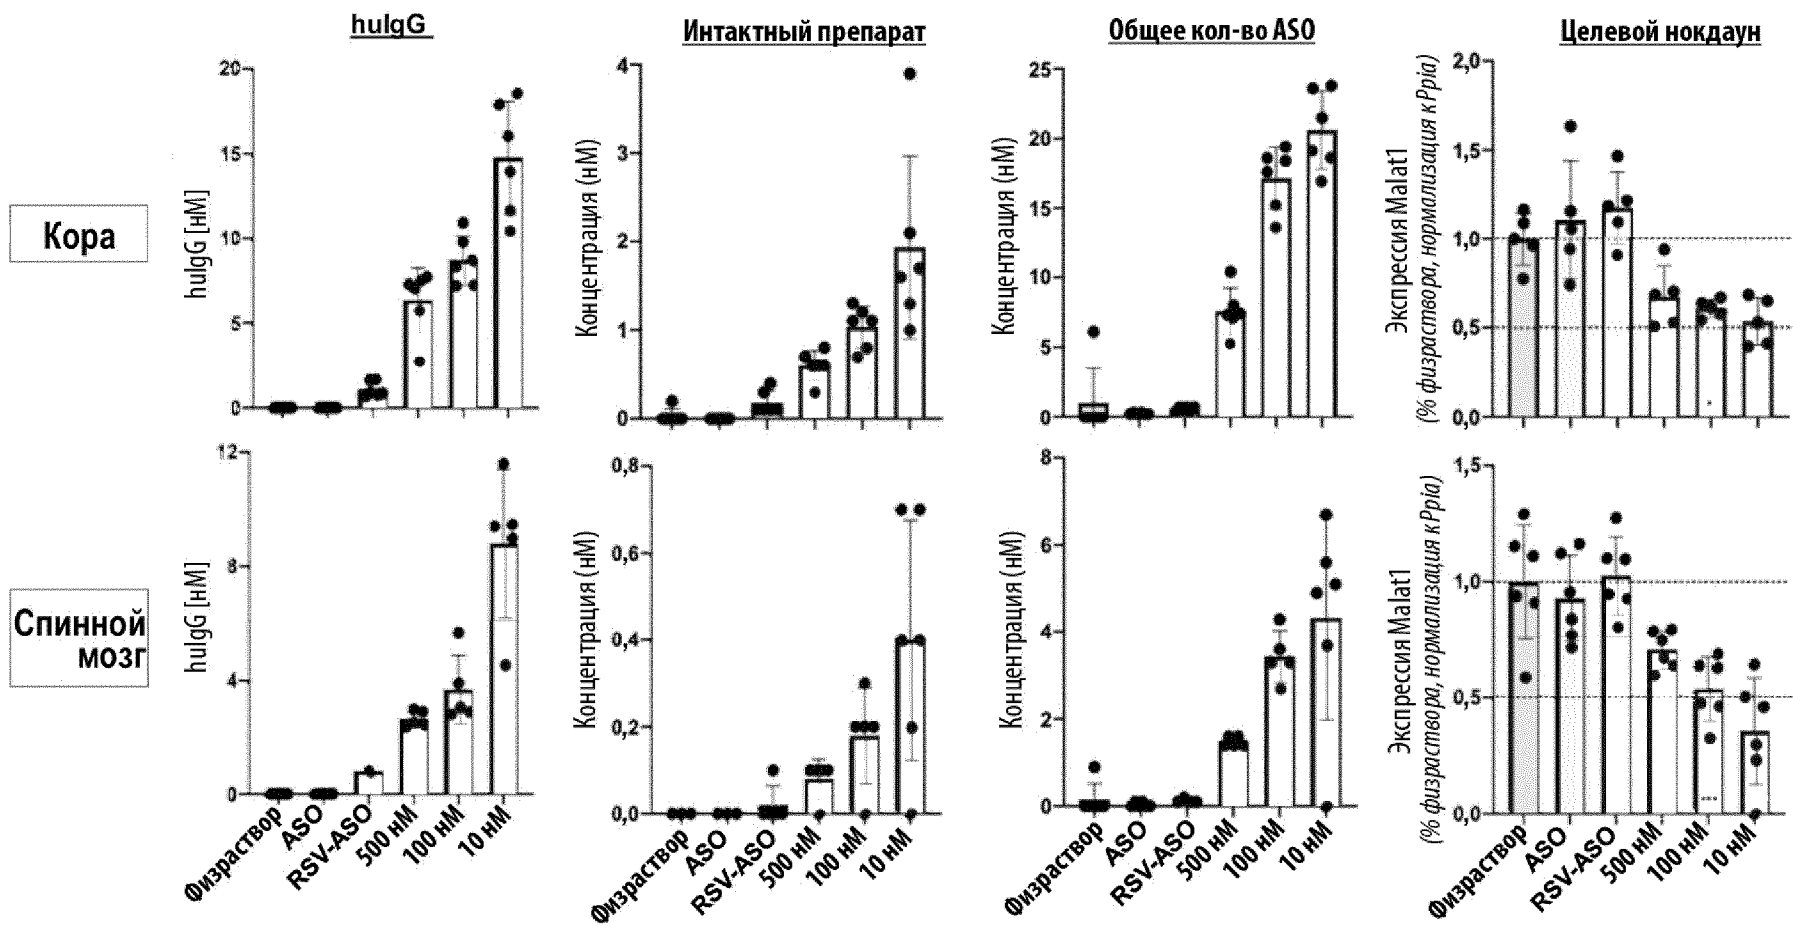 huIgG
Интактный препарат
Общее кол-во ASO
Целевой нокдаун
Кора
huIgG [нМ]
20
15
10
5
0
Концентрация (нМ)
4
3
2
1
0
Концентрация (нМ)
25
20
15
10
5
0
Экспрессия Malat1
(% физраствора, нормализация к Ppia)
2,0
1,5
1,0
0,5
0,0
Спинной
мозг
huIgG [нМ]
12
8
4
0
Физраствор
ASO
RSV-ASO
500 нМ
100 нМ
10 нМ
Концентрация (нМ)
0,8
0,6
0,4
0,2
0,0
Физраствор
ASO
RSV-ASO
500 нМ
100 нМ
10 нМ
Концентрация (нМ)
8
6
4
2
0
Физраствор
ASO
RSV-ASO
500 нМ
100 нМ
10 нМ
Экспрессия Malat1
(% физраствора, нормализация к Ppia)
1,5
1,0
0,5
0,0
Физраствор
ASO
RSV-ASO
500 нМ
100 нМ
10 нМ